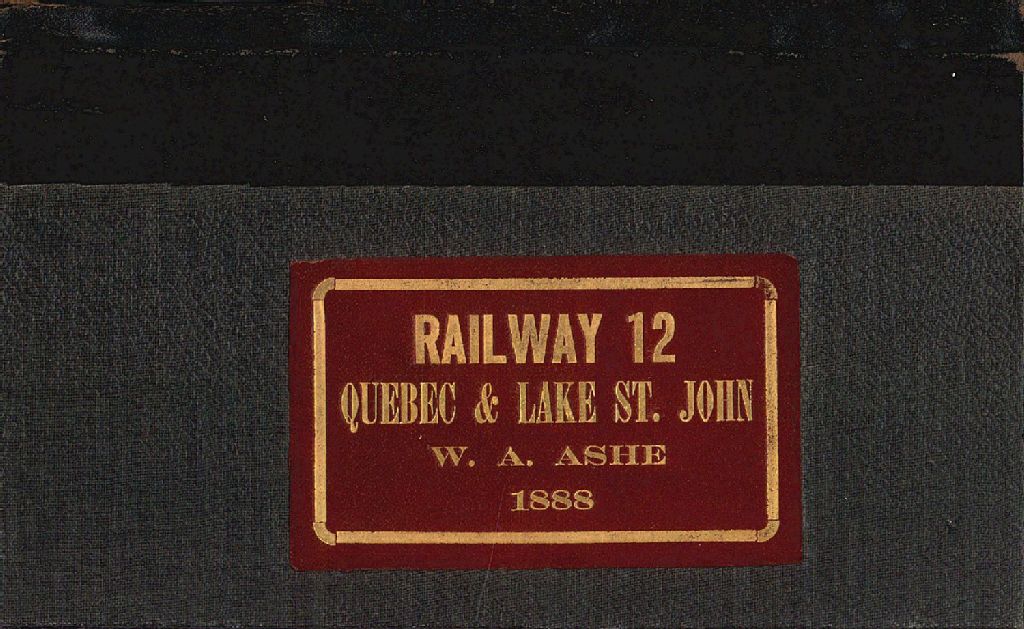 RAILWAY 12
QUEBEC & LAKE ST. JOHN
W. A. ASHE
1888